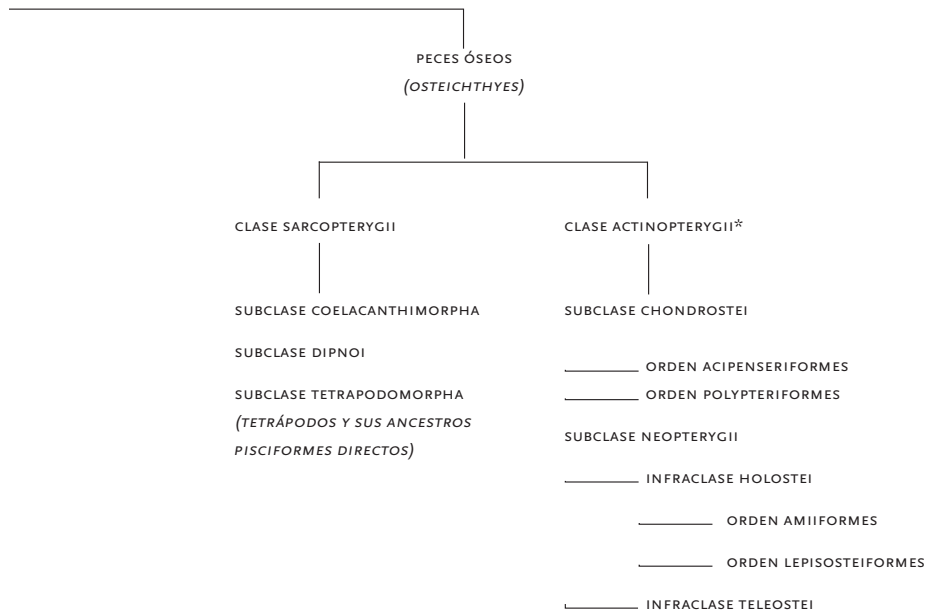 PECES ÓSEOS
(OSTEICHTHYES)
CLASE SARCOPTERYGII
SUBCLASE COELACANTHIMORPHA
SUBCLASE DIPNOI
SUBCLASE TETRAPODOMORPHA
(TETRÁPODOS Y SUS ANCESTROS
PISCIFORMES DIRECTOS)
CLASE ACTINOPTERYGII*
SUBCLASE CHONDROSTEI
ORDEN ACIPENSERIFORMES
ORDEN POLYPTERIFORMES
SUBCLASE NEOPTERYGII
INFRACLASE HOLOSTEI
ORDEN AMIIFORMES
ORDEN LEPISOSTEIFORMES
INFRACLASE TELEOSTEI